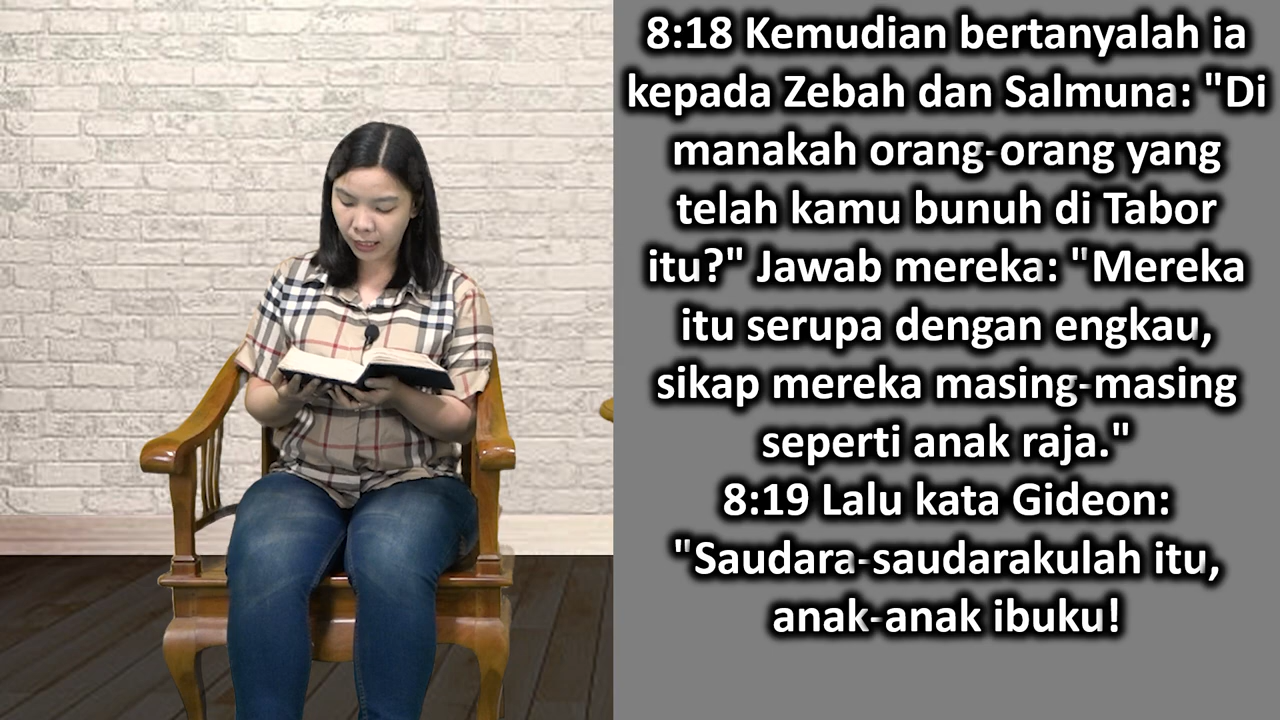 8:18 Kemudian bertanyalah ia
kepada Zebah dan Salmuna: "Di
manakah orang-orang yang
telah kamu bunuh di Tabor
itu?" Jawab mereka: "Mereka
itu serupa dengan engkau,
sikap mereka masing-masing
seperti anak raja."
8:19 Lalu kata Gideon:
"Saudara-saudarakulah itu,
anak-anak ibuku!